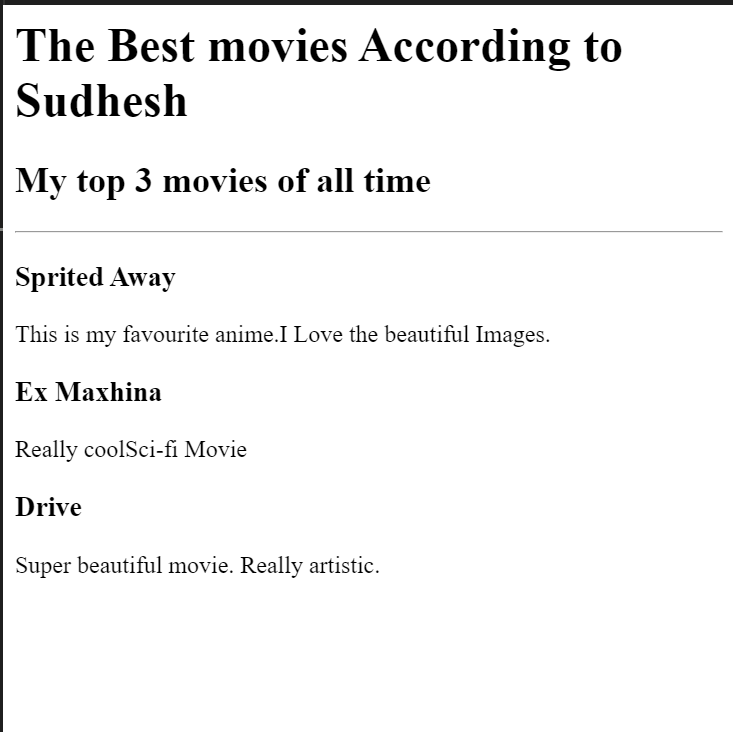 The Best movies According to
Sudhesh
My top 3 movies of all time
Sprited Away
This is my favourite anime.I Love the beautiful Images.
Ex Maxhina
Really coolSci-fi Movie
Drive
Super beautiful movie. Really artistic.